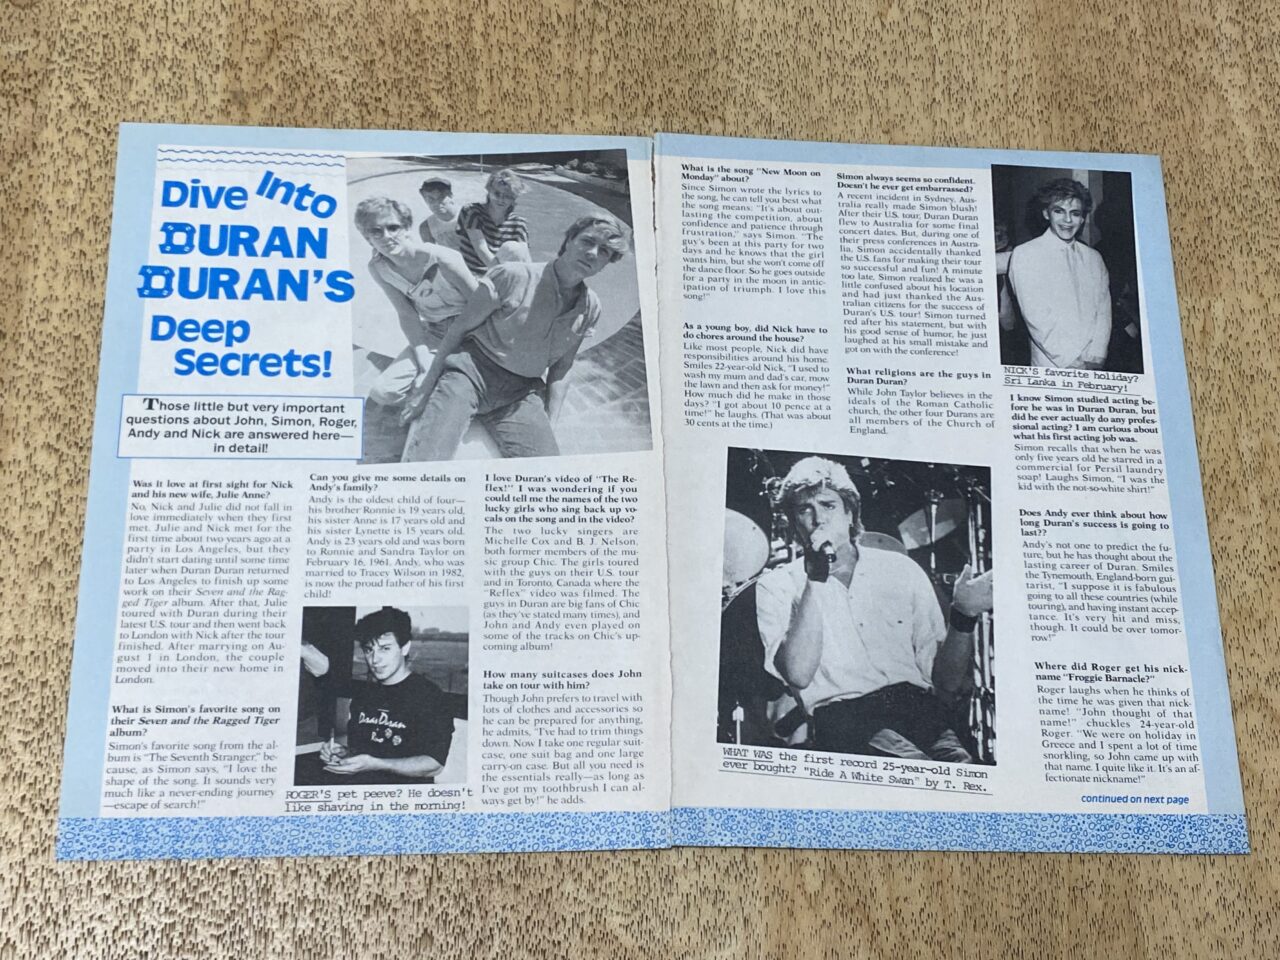 Dive Into
DURAN
DURAN'S
Deep
Secrets!
Those little but very important
questions about John, Simon, Roger,
Andy and Nick are answered here—
in detail!
Was it love at first sight for Nick
and his new wife, Julie Anne?
No, Nick and Julie did not fall in
love immediately when they first
met. Julie and Nick met for the
first time about two years ago at a
party in Los Angeles, but they
didn't start dating until some time
later when Duran Duran returned
to Los Angeles to finish up some
work on their Seven and the Rag-
ged Tiger album. After that, Julie
toured with Duran during their
latest U.S. tour and then went back
to London with Nick after the tour
finished. After marrying on Au-
gust 1 in London, the couple
moved into their new home in
London.
What is Simon's favorite song on
their Seven and the Ragged Tiger
album?
Simon's favorite song from the al-
bum is "The Seventh Stranger," be-
cause, as Simon says, "I love the
shape of the song. It sounds very
much like a never-ending journey
—escape of search!"
Can you give me some details on
Andy's family?
Andy is the oldest child of four—
his brother Ronnie is 19 years old,
his sister Anne is 17 years old and
his sister Lynette is 15 years old.
Andy is 23 years old and was born
to Ronnie and Sandra Taylor on
February 16, 1961. Andy, who was
married to Tracey Wilson in 1982,
is now the proud father of his first
child!
Duran Duran
ROGER'S pet peeve? He doesn't
like shaving in the morning!
I love Duran's video of "The Re-
flex!" I was wondering if you
could tell me the names of the two
lucky girls who sing back up vo-
cals on the song and in the video?
The two lucky singers are
Michelle Cox and B. J. Nelson,
both former members of the mu-
sic group Chic. The girls toured
with the guys on their U.S. tour
and in Toronto, Canada where the
"Reflex" video was filmed. The
guys in Duran are big fans of Chic
(as they've stated many times), and
John and Andy even played on
some of the tracks on Chic's up-
coming album!
How many suitcases does John
take on tour with him?
Though John prefers to travel with
lots of clothes and accessories so
he can be prepared for anything,
he admits, "I've had to trim things
down. Now I take one regular suit-
case, one suit bag and one large
carry-on case. But all you need is
the essentials really—as long as
I've got my toothbrush I can al-
ways get by!" he adds.
What is the song "New Moon on
Monday" about?
Since Simon wrote the lyrics to
the song, he can tell you best what
the song means: "It's about out-
lasting the competition, about
confidence and patience through
frustration," says Simon. "The
guy's been at this party for two
days and he knows that the girl
wants him, but she won't come off
the dance floor. So he goes outside
for a party in the moon in antic-
ipation of triumph. I love this
song!"
As a young boy, did Nick have to
do chores around the house?
Like most people, Nick did have
responsibilities around his home.
Smiles 22-year-old Nick, "I used to
wash my mum and dad's car, mow
the lawn and then ask for money!"
How much did he make in those
days? "I got about 10 pence at a
time!" he laughs. (That was about
30 cents at the time.)
Simon always seems so confident.
Doesn't he ever get embarrassed?
A recent incident in Sydney, Aus-
tralia really made Simon blush!
After their U.S. tour, Duran Duran
flew to Australia for some final
concert dates. But, during one of
their press conferences in Austra-
lia, Simon accidentally thanked
the U.S. fans for making their tour
so successful and fun! A minute
too late, Simon realized he was a
little confused about his location
and had just thanked the Aus-
tralian citizens for the success of
Duran's U.S. tour! Simon turned
red after his statement, but with
his good sense of humor, he just
laughed at his small mistake and
got on with the conference!
What religions are the guys in
Duran Duran?
While John Taylor believes in the
ideals of the Roman Catholic
church, the other four Durans are
all members of the Church of
England.
WHAT WAS the first record 25-year-old Simon
ever bought? "Ride A White Swan" by T. Rex.
NICK'S favorite holiday?
Sri Lanka in February!
I know Simon studied acting be-
fore he was in Duran Duran, but
did he ever actually do any profes-
sional acting? I am curious about
what his first acting job was.
Simon recalls that when he was
only five years old he starred in a
commercial for Persil laundry
soap! Laughs Simon, "I was the
kid with the not-so-white shirt!"
Does Andy ever think about how
long Duran's success is going to
last??
Andy's not one to predict the fu-
ture, but he has thought about the
lasting career of Duran. Smiles
the Tynemouth, England-born gui-
tarist, "I suppose it is fabulous
going to all these countries (while
touring), and having instant accep-
tance. It's very hit and miss,
though. It could be over tomor-
row!"
Where did Roger get his nick-
name "Froggie Barnacle?"
Roger laughs when he thinks of
the time he was given that nick-
name! "John thought of that
name!" chuckles 24-year-old
Roger. "We were on holiday in
Greece and I spent a lot of time
snorkling, so John came up with
that name. I quite like it. It's an af-
fectionate nickname!"
continued on next page